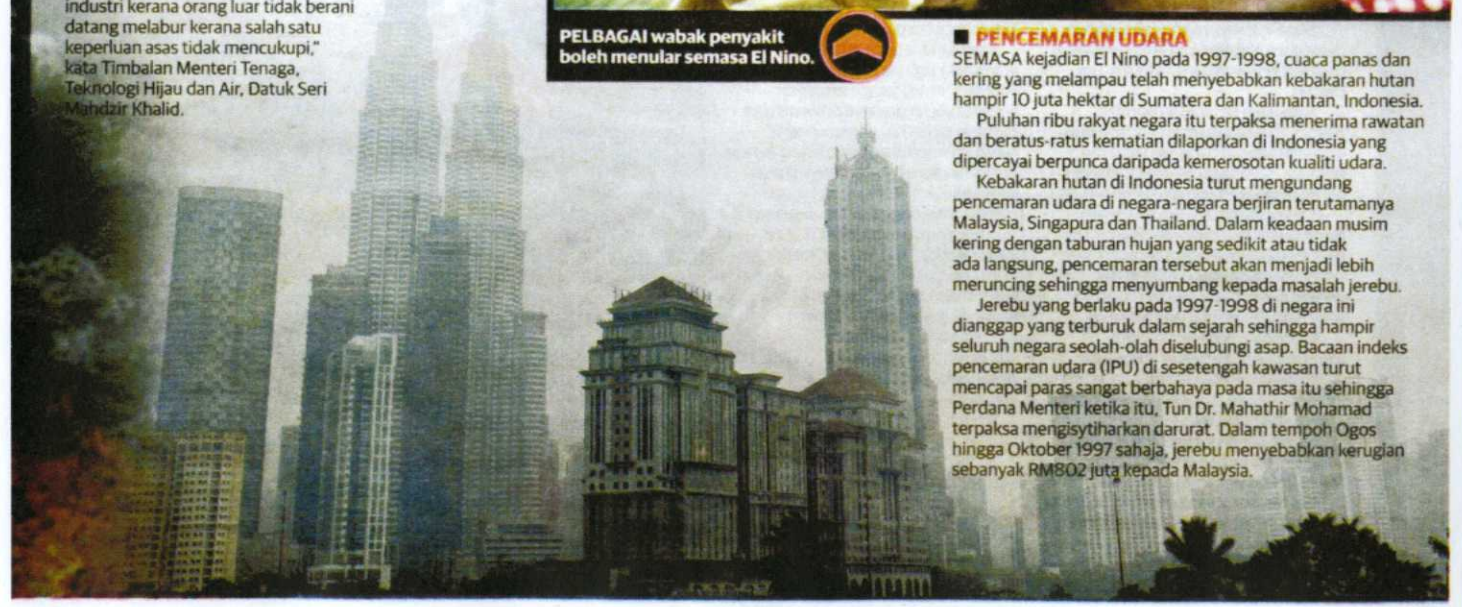 industri kerana orang luar tidak berani
datang melabur kerana salah satu
keperluan asas tidak mencukupi,"
kata Timbalan Menteri Tenaga,
Teknologi Hijau dan Air, Datuk Seri
Mahdzir Khalid.
PELBAGAI wabak penyakit
boleh menular semasa El Nino.
■ PENCEMARAN UDARA
SEMASA kejadian El Nino pada 1997-1998, cuaca panas dan
kering yang melampau telah menyebabkan kebakaran hutan
hampir 10 juta hektar di Sumatera dan Kalimantan, Indonesia.
Puluhan ribu rakyat negara itu terpaksa menerima rawatan
dan beratus-ratus kematian dilaporkan di Indonesia yang
dipercayai berpunca daripada kemerosotan kualiti udara.
Kebakaran hutan di Indonesia turut mengundang
pencemaran udara di negara-negara berjiran terutamanya
Malaysia, Singapura dan Thailand. Dalam keadaan musim
kering dengan taburan hujan yang sedikit atau tidak
ada langsung, pencemaran tersebut akan menjadi lebih
meruncing sehingga menyumbang kepada masalah jerebu.
Jerebu yang berlaku pada 1997-1998 di negara ini
dianggap yang terburuk dalam sejarah sehingga hampir
seluruh negara seolah-olah diselubungi asap. Bacaan indeks
pencemaran udara (IPU) di sesetengah kawasan turut
mencapai paras sangat berbahaya pada masa itu sehingga
Perdana Menteri ketika itu, Tun Dr. Mahathir Mohamad
terpaksa mengisytiharkan darurat. Dalam tempoh Ogos
hingga Oktober 1997 sahaja, jerebu menyebabkan kerugian
sebanyak RM802 juta kepada Malaysia.